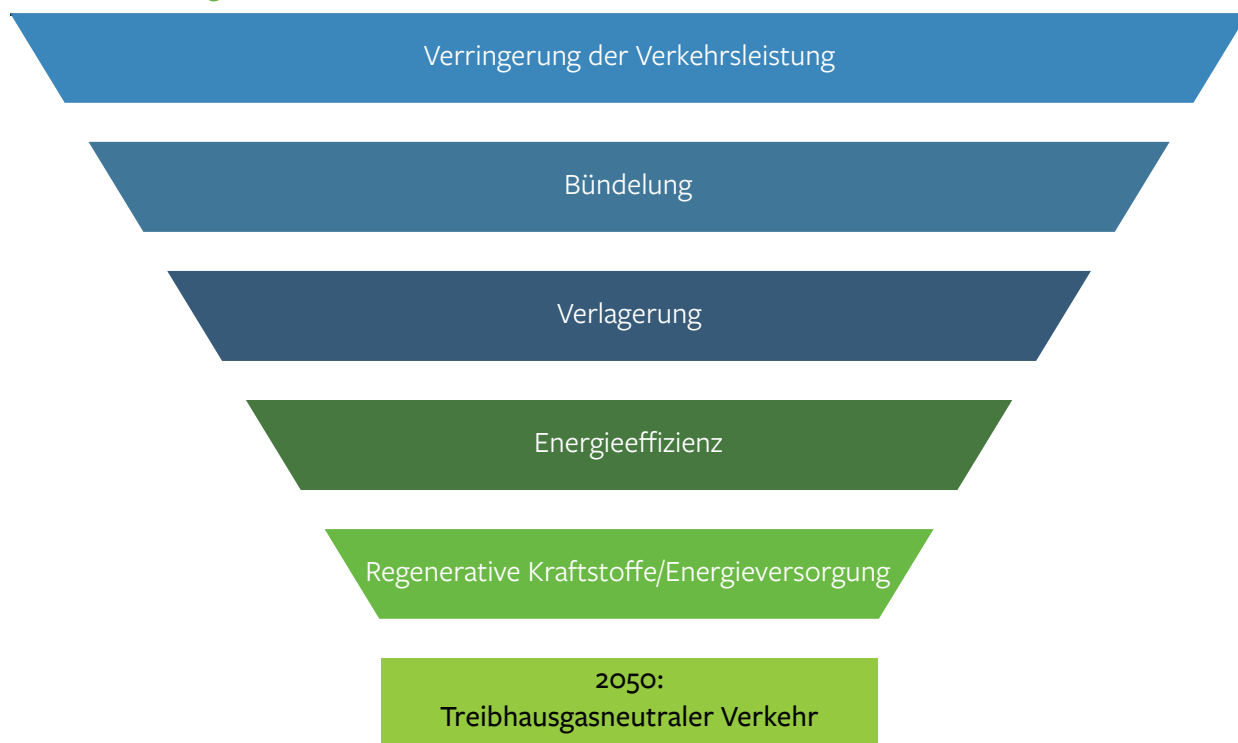 Verringerung der Verkehrsleistung
Bündelung
Verlagerung
Energieeffizienz
Regenerative Kraftstoffe/Energieversorgung
2050:
Treibhausgasneutraler Verkehr